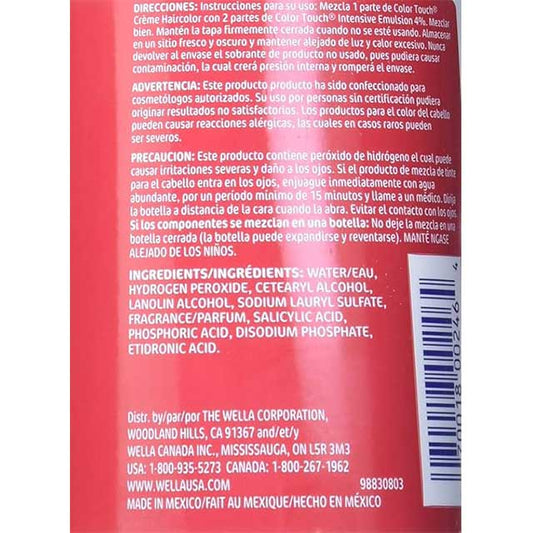 DIRECCIONES: Instrucciones para su uso: Mezcla 1 parte de Color Touch®
Crème Haircolor con 2 partes de Color Touch® Intensive Emulsion 4%. Mezclar
bien. Mantén la tapa firmemente cerrada cuando no se esté usando. Almacenar
en un sitio fresco y oscuro y mantener alejado de luz y calor excesivo. Nunca
devolver al envase el sobrante de producto no usado, pues pudiera causar
contaminación, la cual crerá presión interna y romperá el envase.
ADVERTENCIA: Este producto producto ha sido confeccionado para
cosmetólogos autorizados. Su uso por personas sin certificación pudiera
originar resultados no satisfactorios. Los productos para el color del cabello
pueden causar reacciones alérgicas, las cuales en casos raros pueden
ser severos.
PRECAUCION: Este producto contiene peróxido de hidrógeno el cual puede
causar irritaciones severas y daño a los ojos. Si el producto de mezcla de tinte
para el cabello entra en los ojos, enjuague inmediatamente con agua
abundante, por un período mínimo de 15 minutos y llame a un médico. Dirija
la botella a distancia de la cara cuando la abra. Evitar el contacto con los ojos.
Si los componentes se mezclan en una botella: No deje la mezcla en una
botella cerrada (la botella puede expandirse y reventarse). MANTÉ NGASE
ALEJADO DE LOS NIÑOS.
INGREDIENTS/INGRÉDIENTS: WATER/EAU,
HYDROGEN PEROXIDE, CETEARYL ALCOHOL,
LANOLIN ALCOHOL, SODIUM LAURYL SULFATE,
FRAGRANCE/PARFUM, SALICYLIC ACID,
PHOSPHORIC ACID, DISODIUM PHOSPHATE,
ETIDRONIC ACID.
Distr. by/par/por THE WELLA CORPORATION,
WOODLAND HILLS, CA 91367 and/et/y
WELLA CANADA INC., MISSISSAUGA, ON L5R 3M3
USA: 1-800-935-5273 CANADA: 1-800-267-1962
WWW.WELLAUSA.COM 98830803
MADE IN MEXICO/FAIT AU MEXIQUE/HECHO EN MÉXICO
70018 00246 4